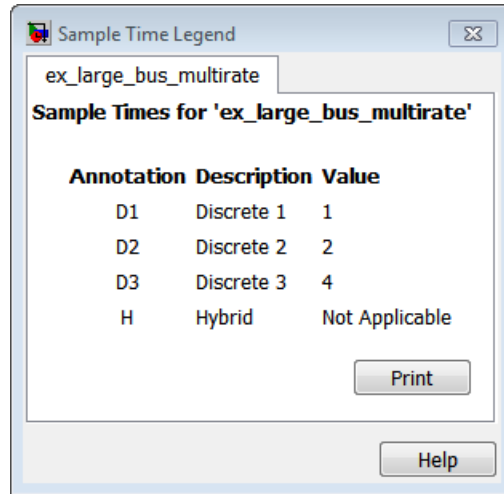 Sample Time Legend
ex_large_bus_multirate
Sample Times for 'ex_large_bus_multirate'
Annotation Description Value
D1 Discrete 1 1
D2 Discrete 2 2
D3 Discrete 3 4
H Hybrid Not Applicable
Print
Help